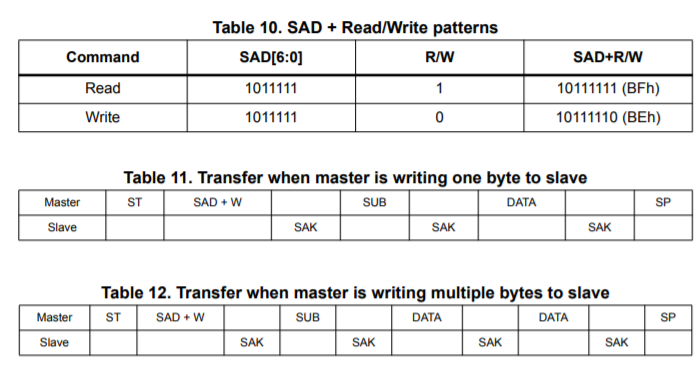 Table 10. SAD + Read/Write patterns
Command SAD[6:0] R/W SAD+R/W
Read 1011111 1 10111111 (BFh)
Write 1011111 0 10111110 (BEh)
Table 11. Transfer when master is writing one byte to slave
Master ST SAD + W SUB DATA SP
Slave SAK SAK SAK
Table 12. Transfer when master is writing multiple bytes to slave
Master ST SAD + W SUB DATA DATA SP
Slave SAK SAK SAK SAK